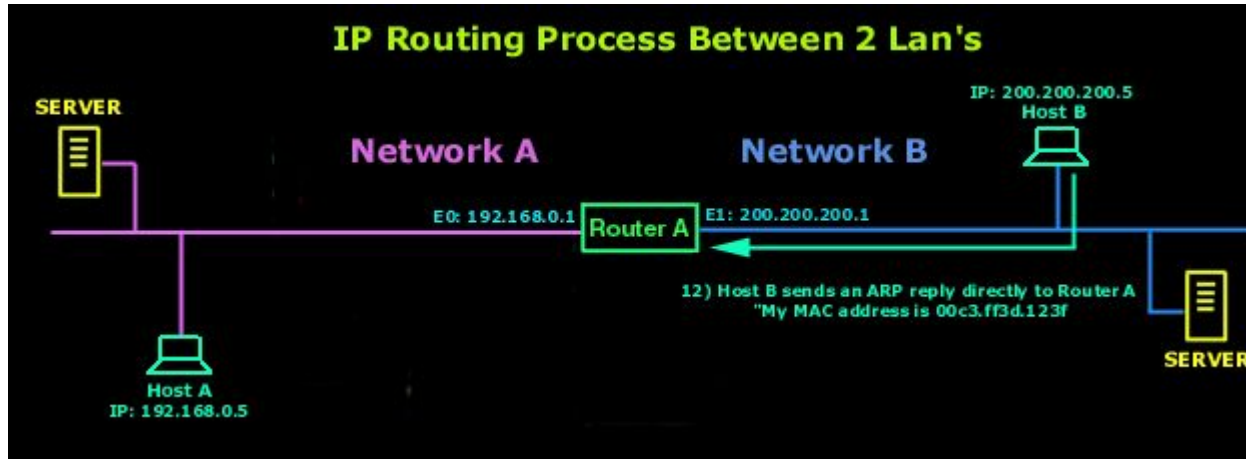 IP Routing Process Between 2 Lan's
SERVER
IP: 200.200.200.5
Host B
Network A
Network B
E0: 192.168.0.1
Router A
E1: 200.200.200.1
12) Host B sends an ARP reply directly to Router A
"My MAC address is 00c3.ff3d.123f
SERVER
Host A
IP: 192.168.0.5